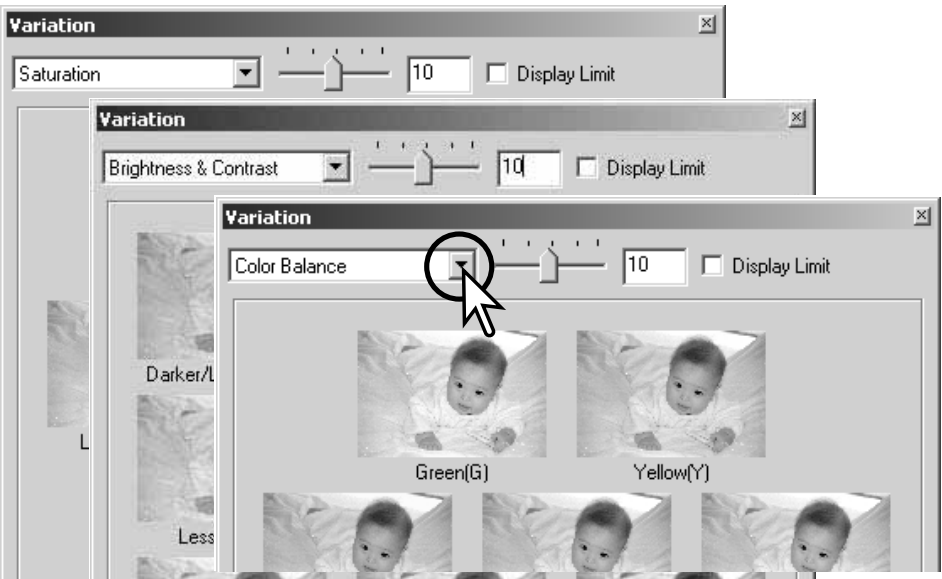 Variation
Saturation 10 Display Limit
Variation
Brightness & Contrast 10 Display Limit
Variation
Color Balance 10 Display Limit
Darker/L
L
Green(G) Yellow(Y)
Less